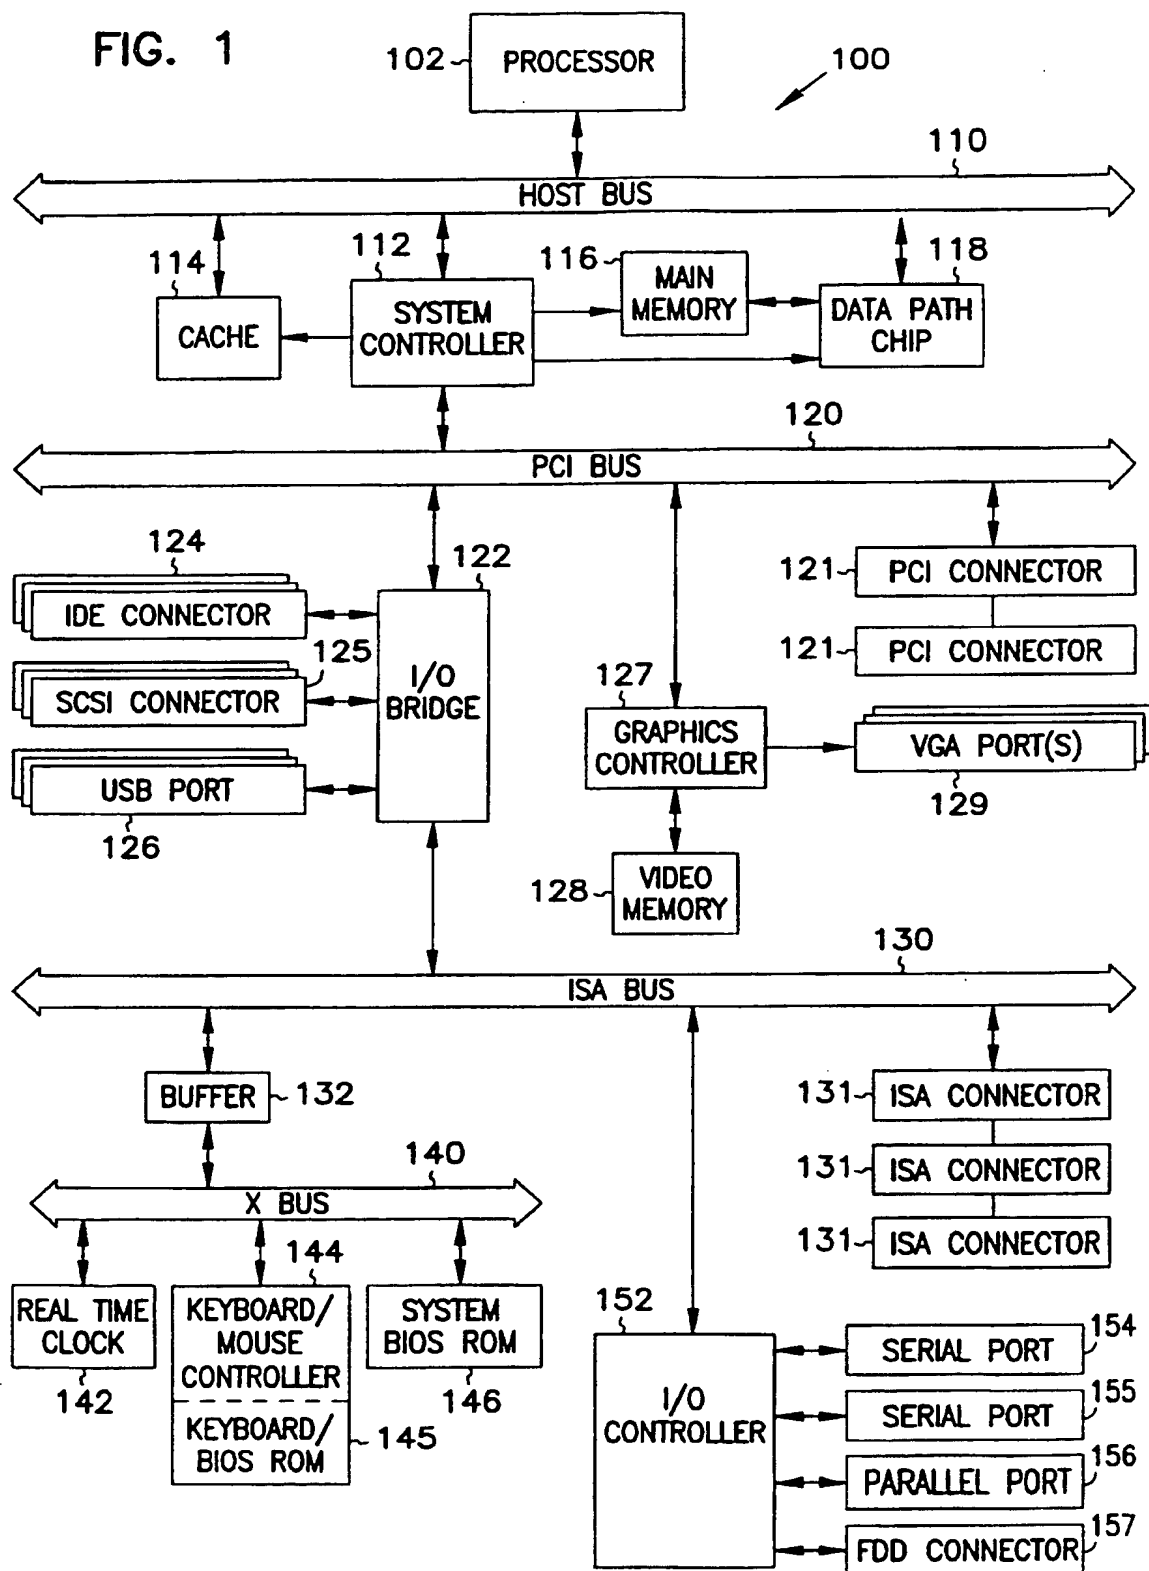 FIG. 1
102
PROCESSOR
100
110
HOST BUS
114
112
116
118
CACHE
SYSTEM
CONTROLLER
MAIN
MEMORY
DATA PATH
CHIP
120
PCI BUS
124
IDE CONNECTOR
125
SCSI CONNECTOR
USB PORT
126
122
I/O
BRIDGE
127
GRAPHICS
CONTROLLER
128
VIDEO
MEMORY
121
PCI CONNECTOR
121
PCI CONNECTOR
VGA PORT(S)
129
130
ISA BUS
BUFFER
132
140
X BUS
REAL TIME
CLOCK
142
144
KEYBOARD/
MOUSE
CONTROLLER
KEYBOARD/
BIOS ROM
145
SYSTEM
BIOS ROM
146
131
ISA CONNECTOR
131
ISA CONNECTOR
131
ISA CONNECTOR
152
I/O
CONTROLLER
SERIAL PORT
154
SERIAL PORT
155
PARALLEL PORT
156
FDD CONNECTOR
157